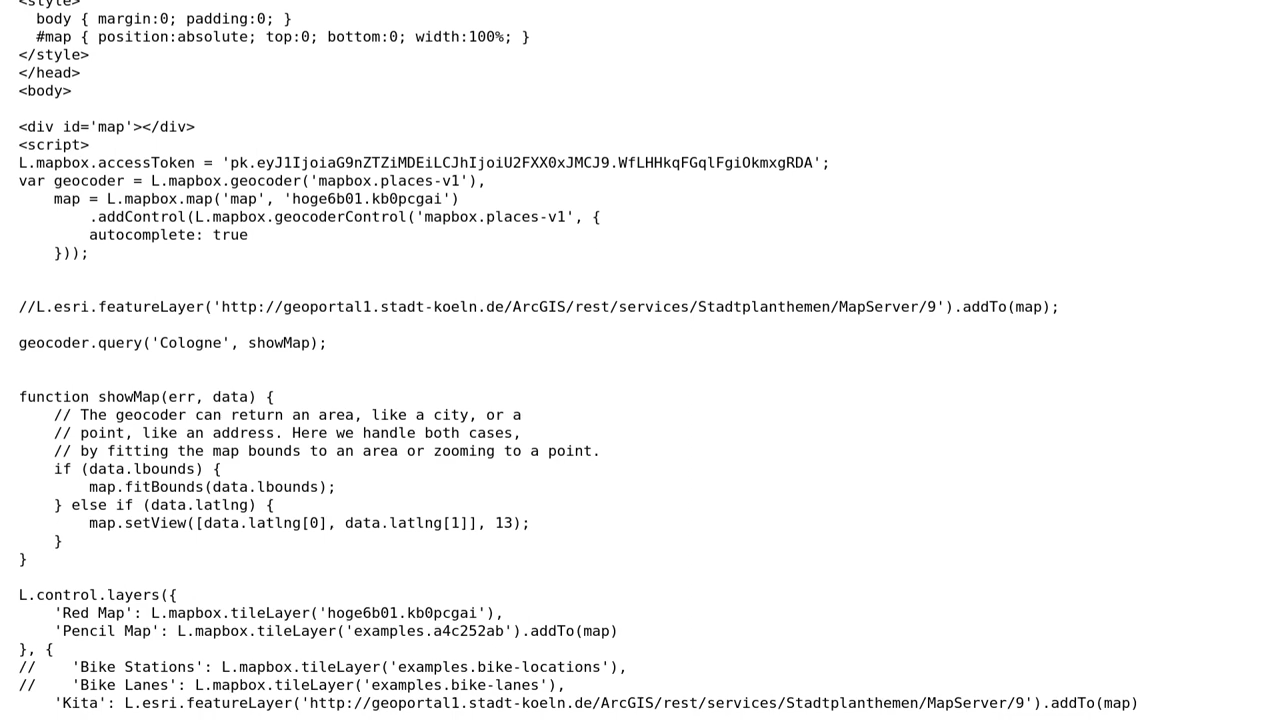 <style>
body { margin:0; padding:0; }
#map { position:absolute; top:0; bottom:0; width:100%; }
</style>
</head>
<body>
<div id='map'></div>
<script>
L.mapbox.accessToken = 'pk.eyJ1IjoiaG9nZTZiMDEiLCJhIjoiU2FXX0xJMCJ9.WfLHHkqFGqlFgiOkmxgRDA';
var geocoder = L.mapbox.geocoder('mapbox.places-v1'),
map = L.mapbox.map('map', 'hoge6b01.kb0pcgai')
.addControl(L.mapbox.geocoderControl('mapbox.places-v1', {
autocomplete: true
}));
//L.esri.featureLayer('http://geoportal1.stadt-koeln.de/ArcGIS/rest/services/Stadtplanthemen/MapServer/9').addTo(map);
geocoder.query('Cologne', showMap);
function showMap(err, data) {
// The geocoder can return an area, like a city, or a
// point, like an address. Here we handle both cases,
// by fitting the map bounds to an area or zooming to a point.
if (data.lbounds) {
map.fitBounds(data.lbounds);
} else if (data.latlng) {
map.setView([data.latlng[0], data.latlng[1]], 13);
}
}
L.control.layers({
'Red Map': L.mapbox.tileLayer('hoge6b01.kb0pcgai'),
'Pencil Map': L.mapbox.tileLayer('examples.a4c252ab').addTo(map)
}, {
// 'Bike Stations': L.mapbox.tileLayer('examples.bike-locations'),
// 'Bike Lanes': L.mapbox.tileLayer('examples.bike-lanes'),
'Kita': L.esri.featureLayer('http://geoportal1.stadt-koeln.de/ArcGIS/rest/services/Stadtplanthemen/MapServer/9').addTo(map)